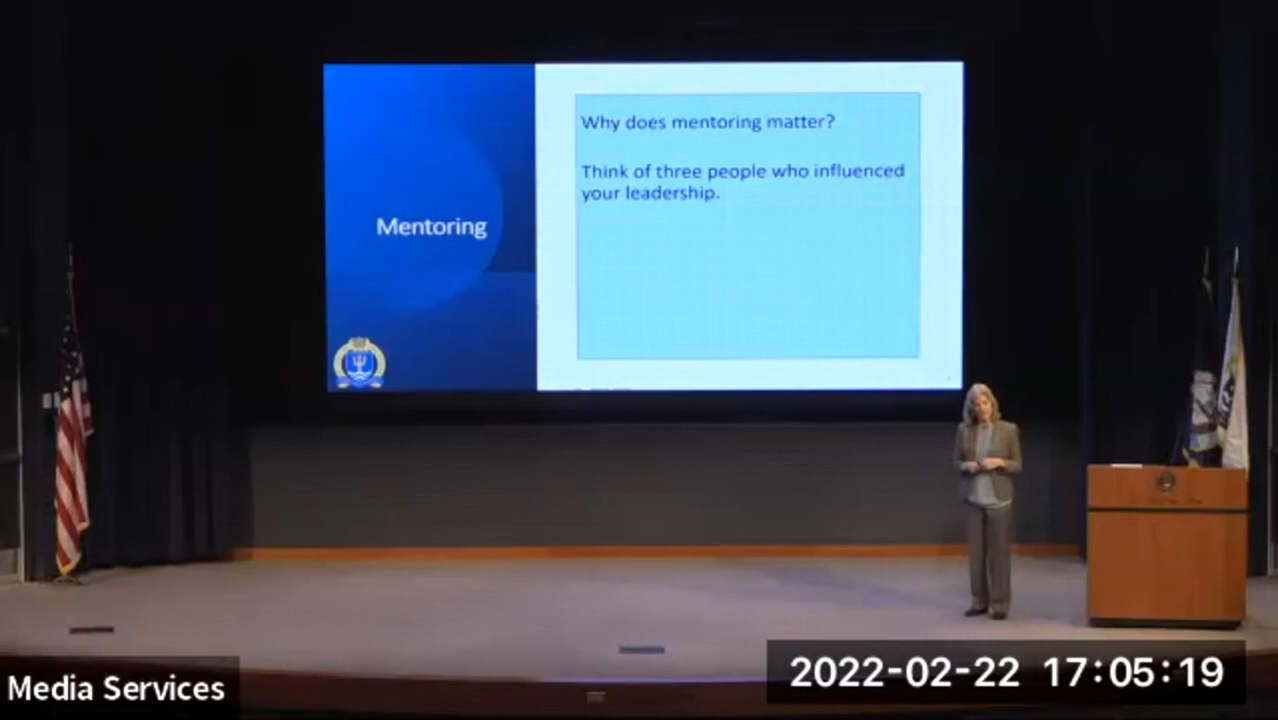 Mentoring
Why does mentoring matter?
Think of three people who influenced
your leadership.
Media Services
2022-02-22 17:05:19